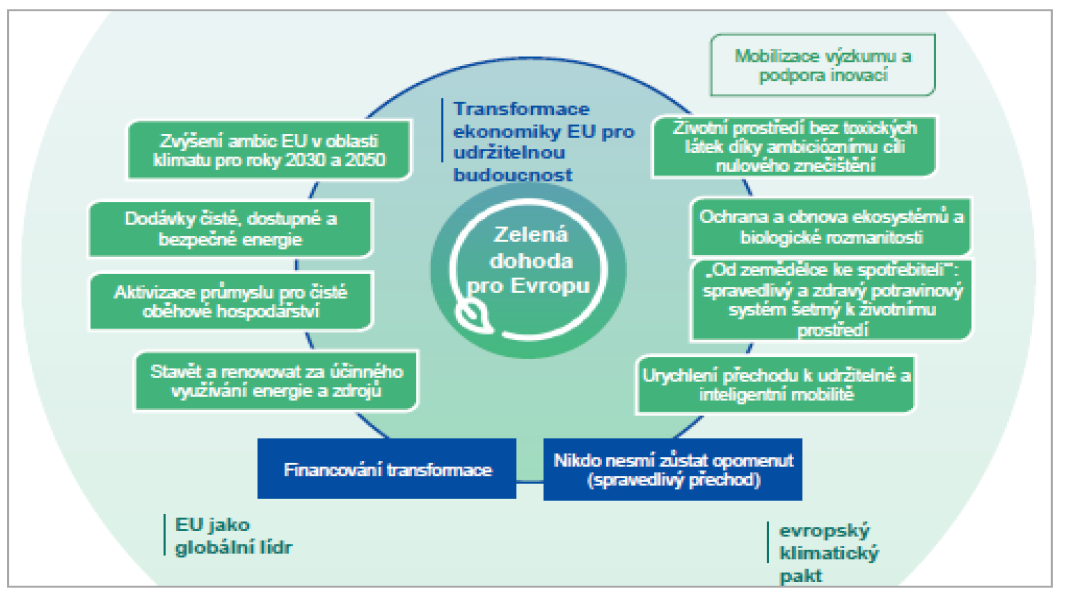 Mobilizace výzkumu a
podpora inovací
Transformace
ekonomiky EU pro
udržitelnou
budoucnost
Zvýšení ambic EU v oblasti
klimatu pro roky 2030 a 2050
Životní prostředí bez toxických
látek díky ambicióznímu cíli
nulového znečištění
Dodávky čisté, dostupné a
bezpečné energie
Ochrana a obnova ekosystémů a
biologické rozmanitosti
Zelená
dohoda
pro Evropu
Aktivizace průmyslu pro čisté
oběhové hospodářství
„Od zemědělce ke spotřebiteli“:
spravedlivý a zdravý potravinový
systém šetrný k životnímu
prostředí
Stavět a renovovat za účinného
využívání energie a zdrojů
Urychlení přechodu k udržitelné a
inteligentní mobilitě
Financování transformace
Nikdo nesmí zůstat opomenut
(spravedlivý přechod)
EU jako
globální lídr
evropský
klimatický
pakt